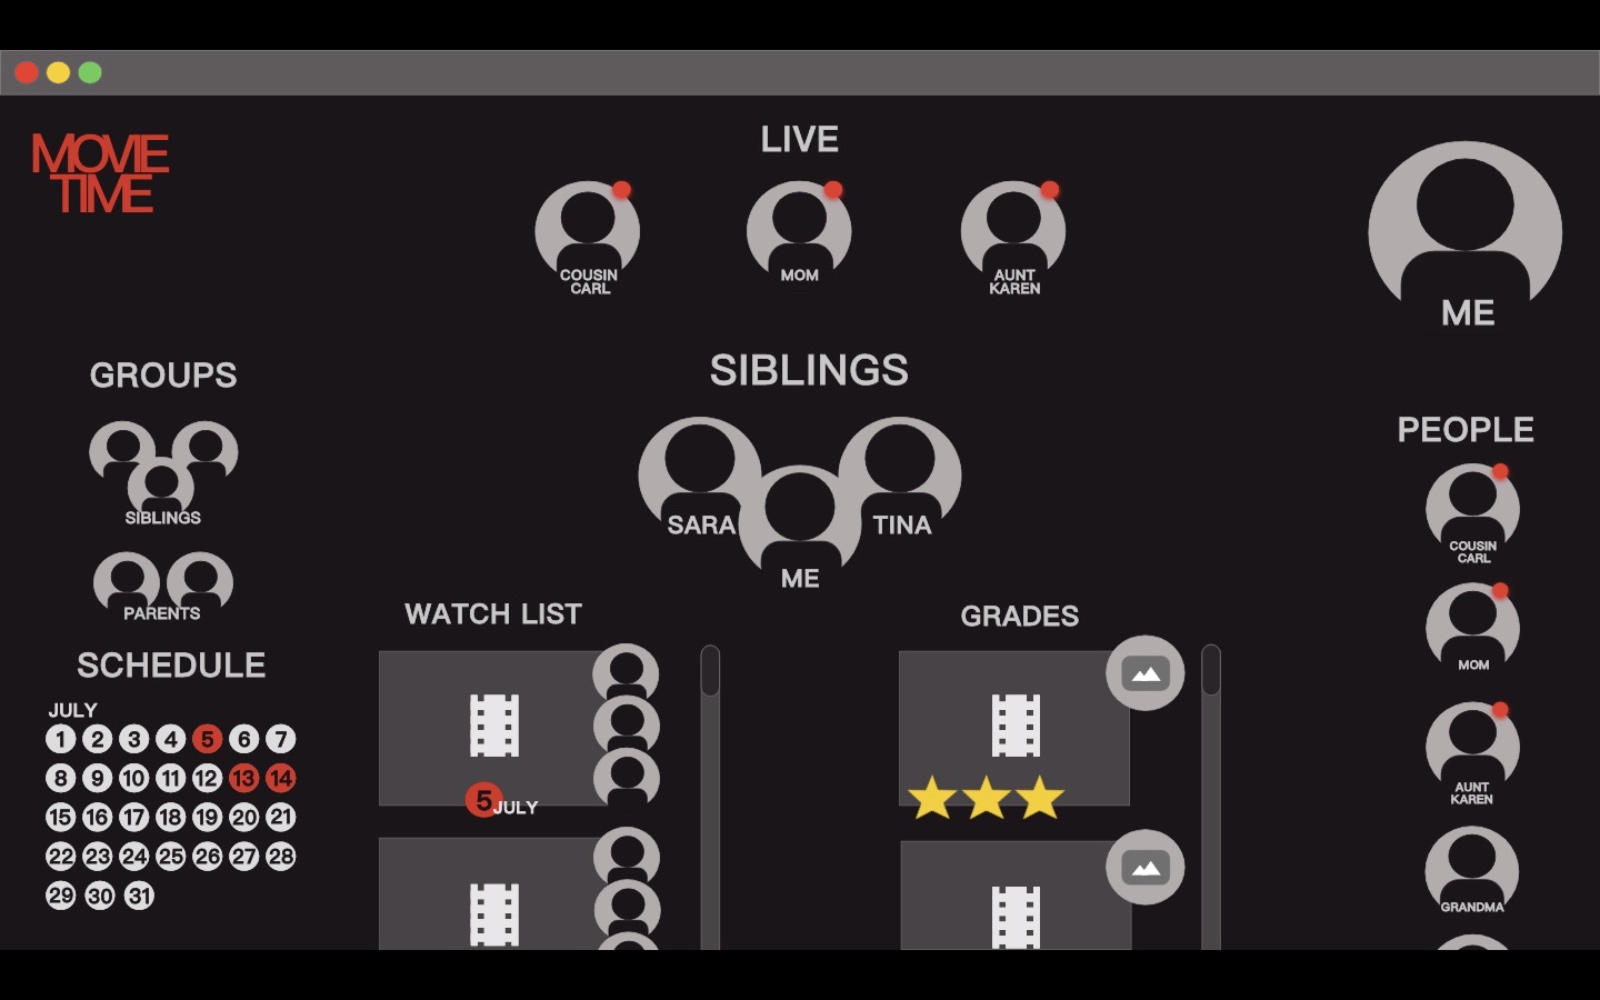 MOVIE
TIME
LIVE
COUSIN
CARL
MOM
AUNT
KAREN
ME
GROUPS
SIBLINGS
PARENTS
SCHEDULE
JULY
1 2 3 4 5 6 7
8 9 10 11 12 13 14
15 16 17 18 19 20 21
22 23 24 25 26 27 28
29 30 31
SIBLINGS
SARA
TINA
ME
WATCH LIST
5 JULY
GRADES
PEOPLE
COUSIN
CARL
MOM
AUNT
KAREN
GRANDMA